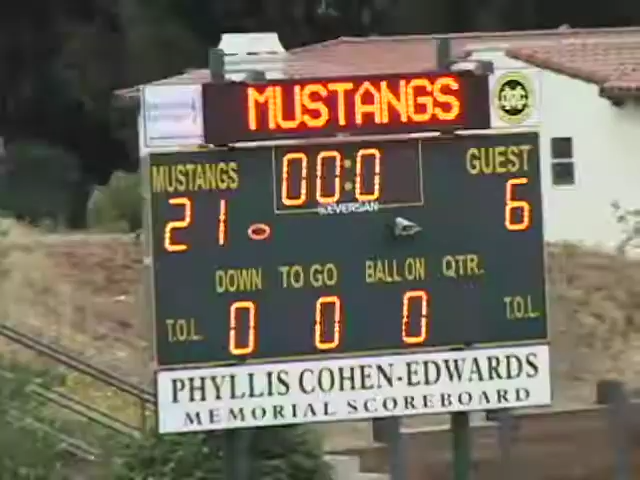 MUSTANGS
MUSTANGS 00:0 GUEST
21 6
DOWN TO GO BALL ON QTR.
T.O.L. 0 0 0 T.O.L.
PHYLLIS COHEN-EDWARDS
MEMORIAL SCOREBOARD